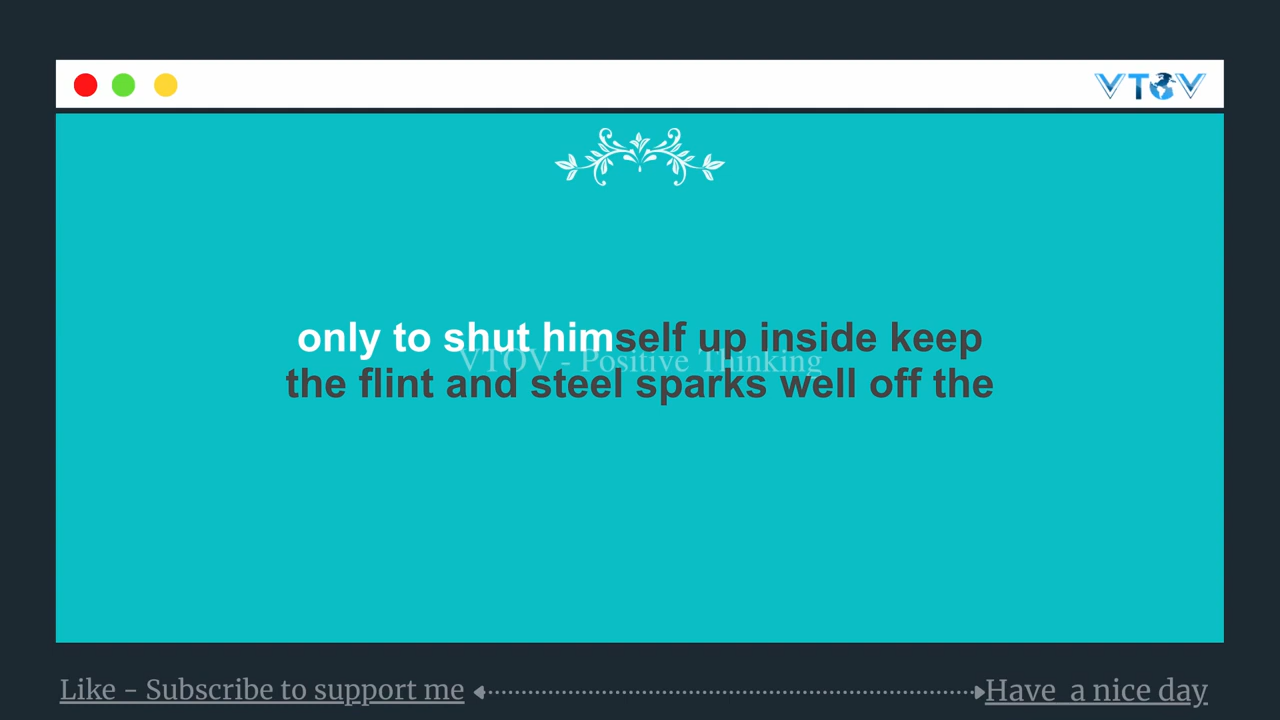 VTOV
only to shut himself up inside keep
VTOV - Positive Thinking
the flint and steel sparks well off the
Like - Subscribe to support me
Have a nice day